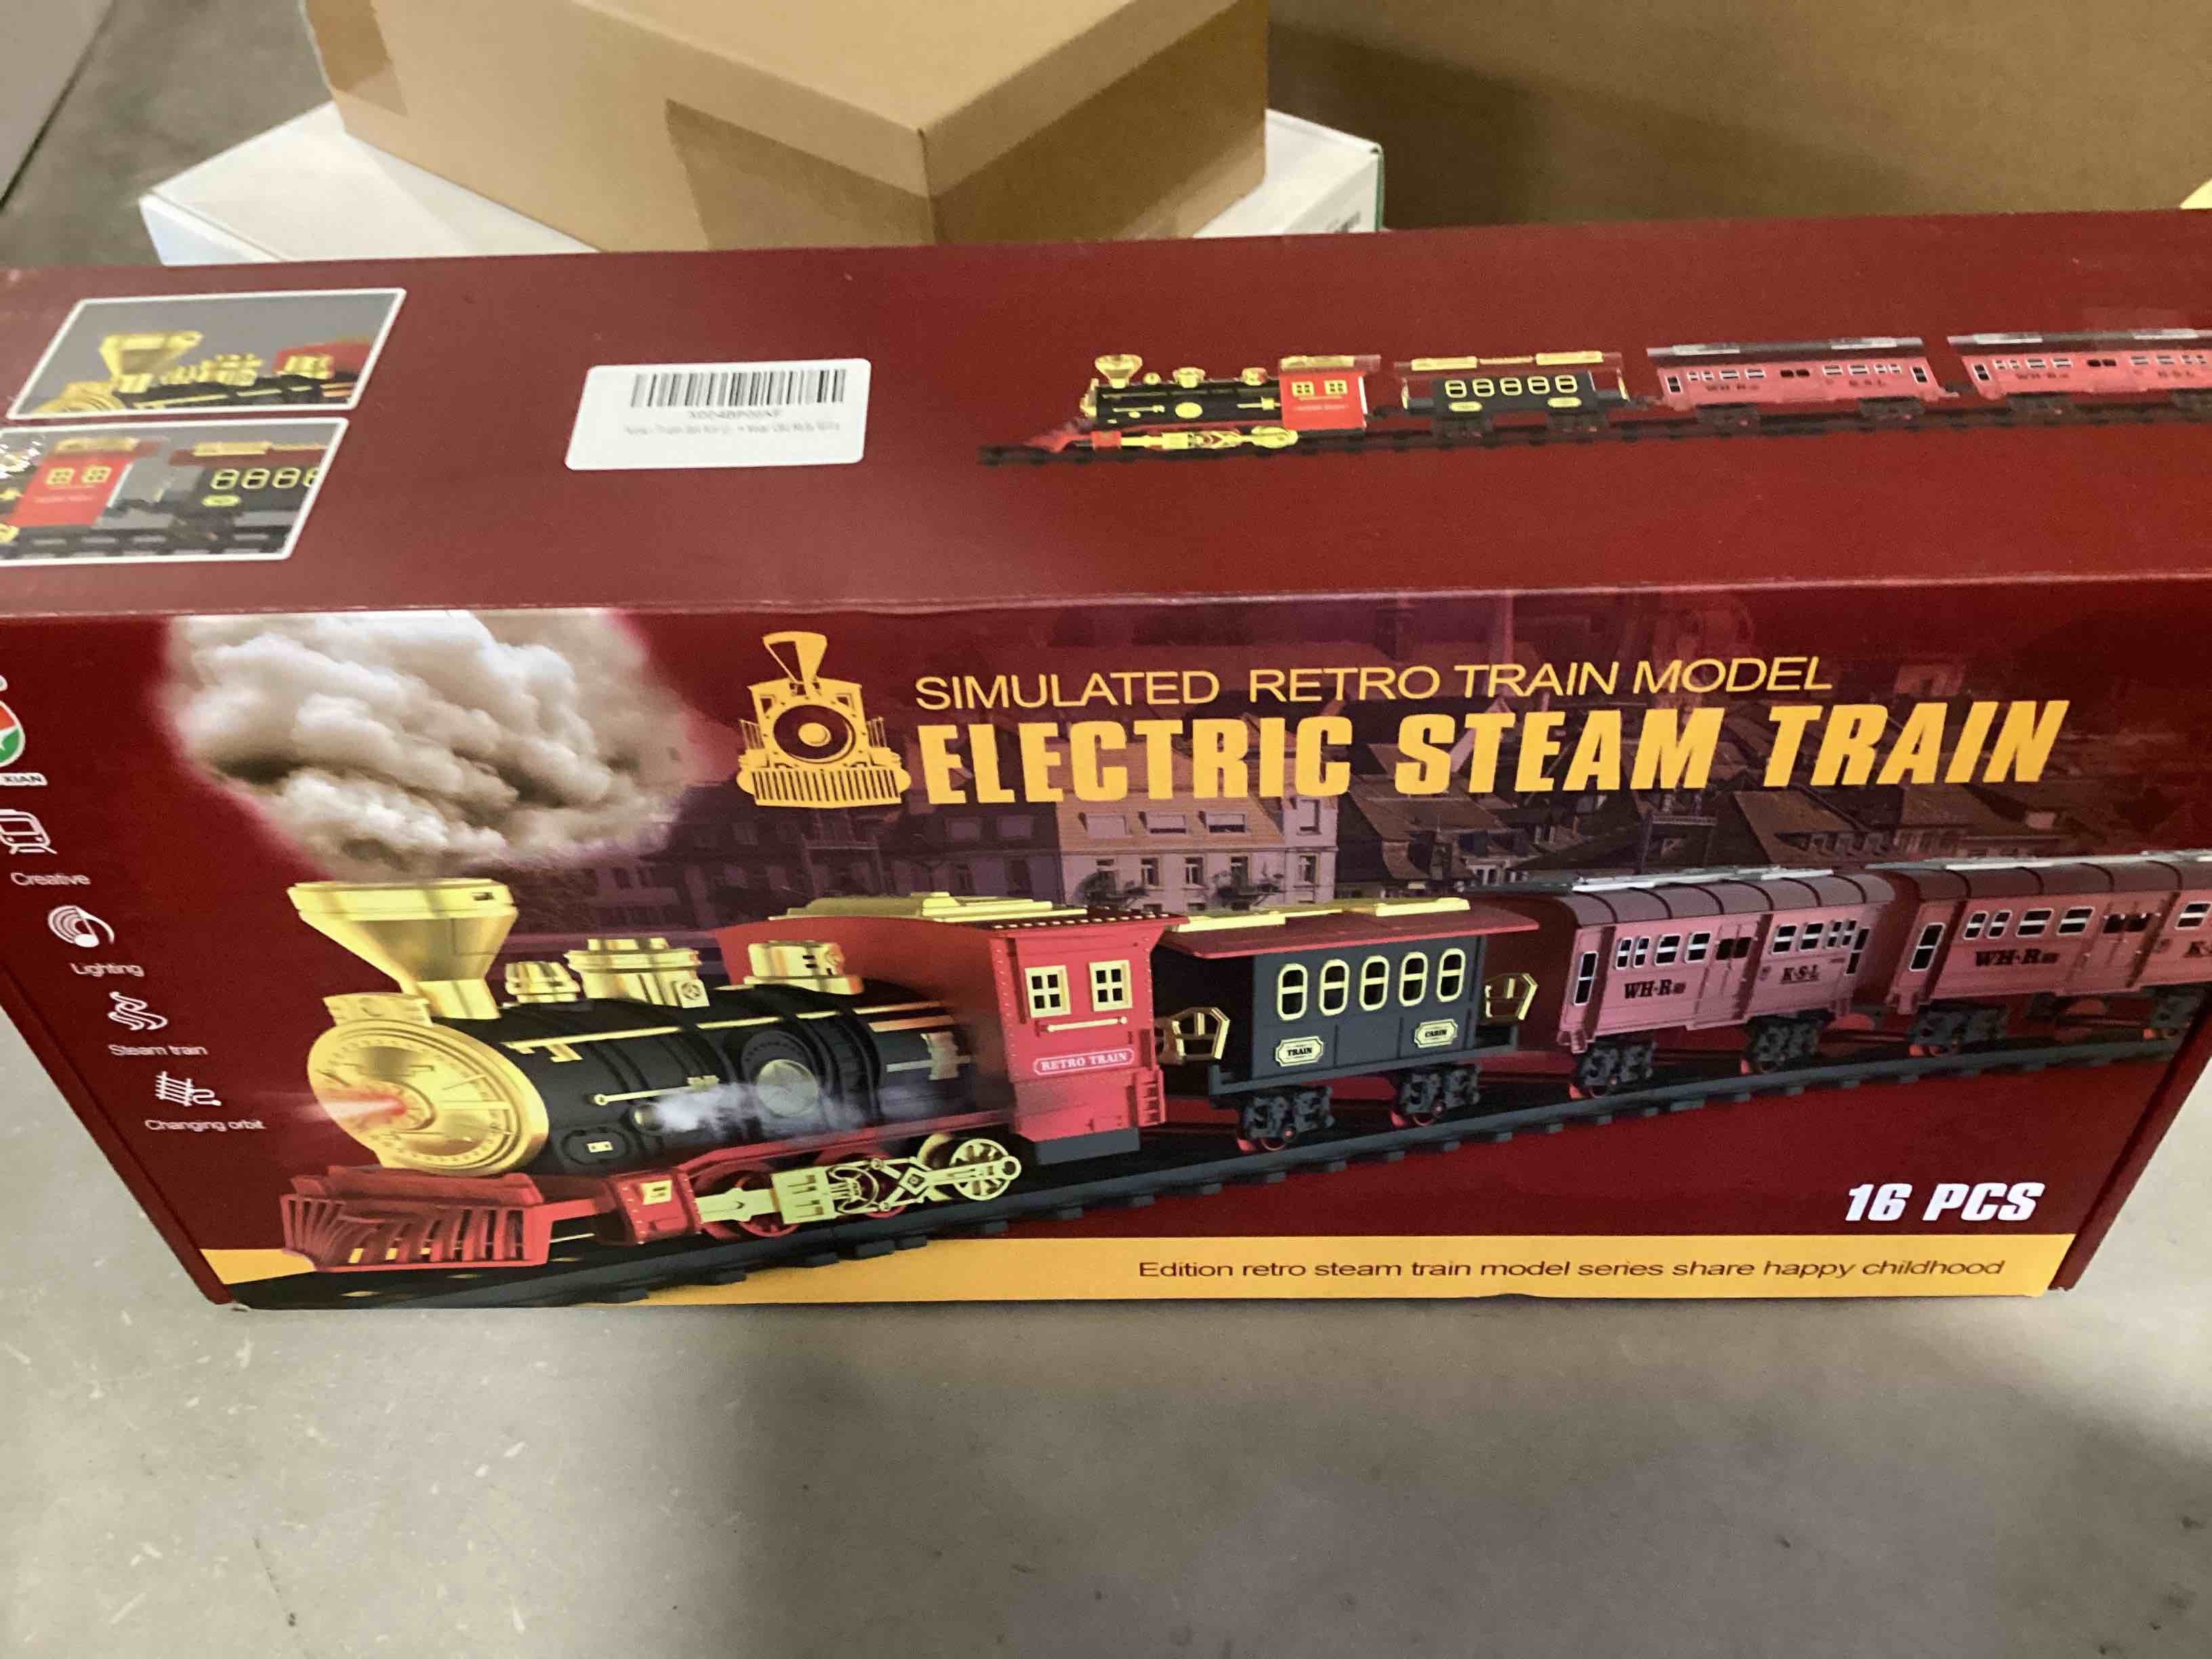 SIMULATED RETRO TRAIN MODEL
ELECTRIC STEAM TRAIN
XIAN
Creative
Lighting
Steam train
Changing orbit
RETRO TRAIN
TRAIN
CABIN
WH·R
K·S·L
WH·R
16 PCS
Edition retro steam train model series share happy childhood